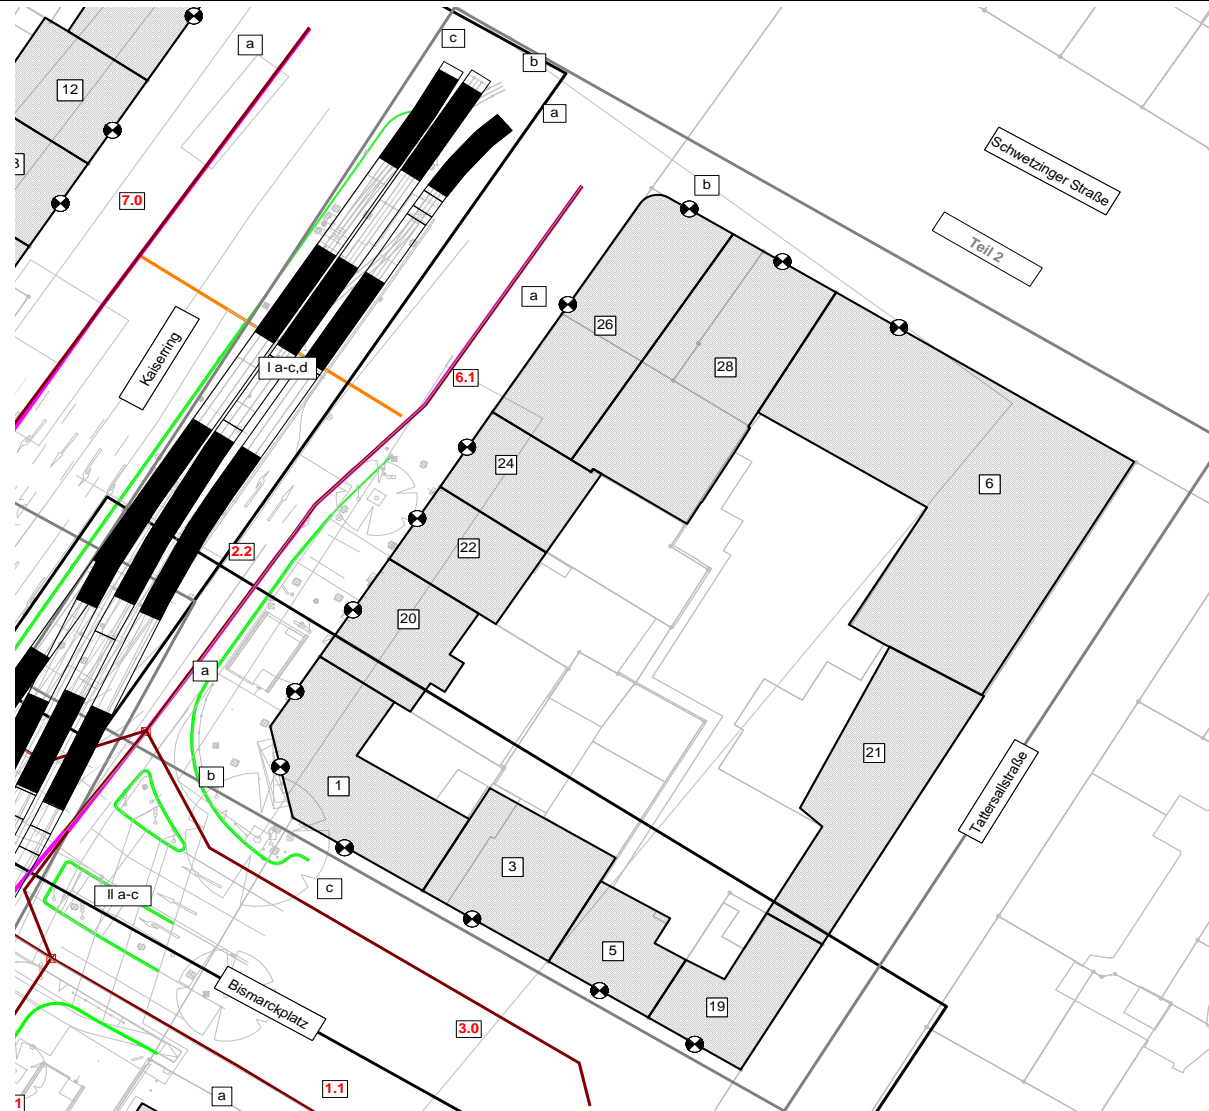 c
a
b
12
a
Schwetzinger Straße
b
7.0
Teil 2
a
26
Kaiserring
28
I a-c,d
6.1
24
6
22
2.2
20
a
21
b
1
Tattersallstraße
3
c
II a-c
5
Bismarckplatz
19
3.0
1.1
a
1